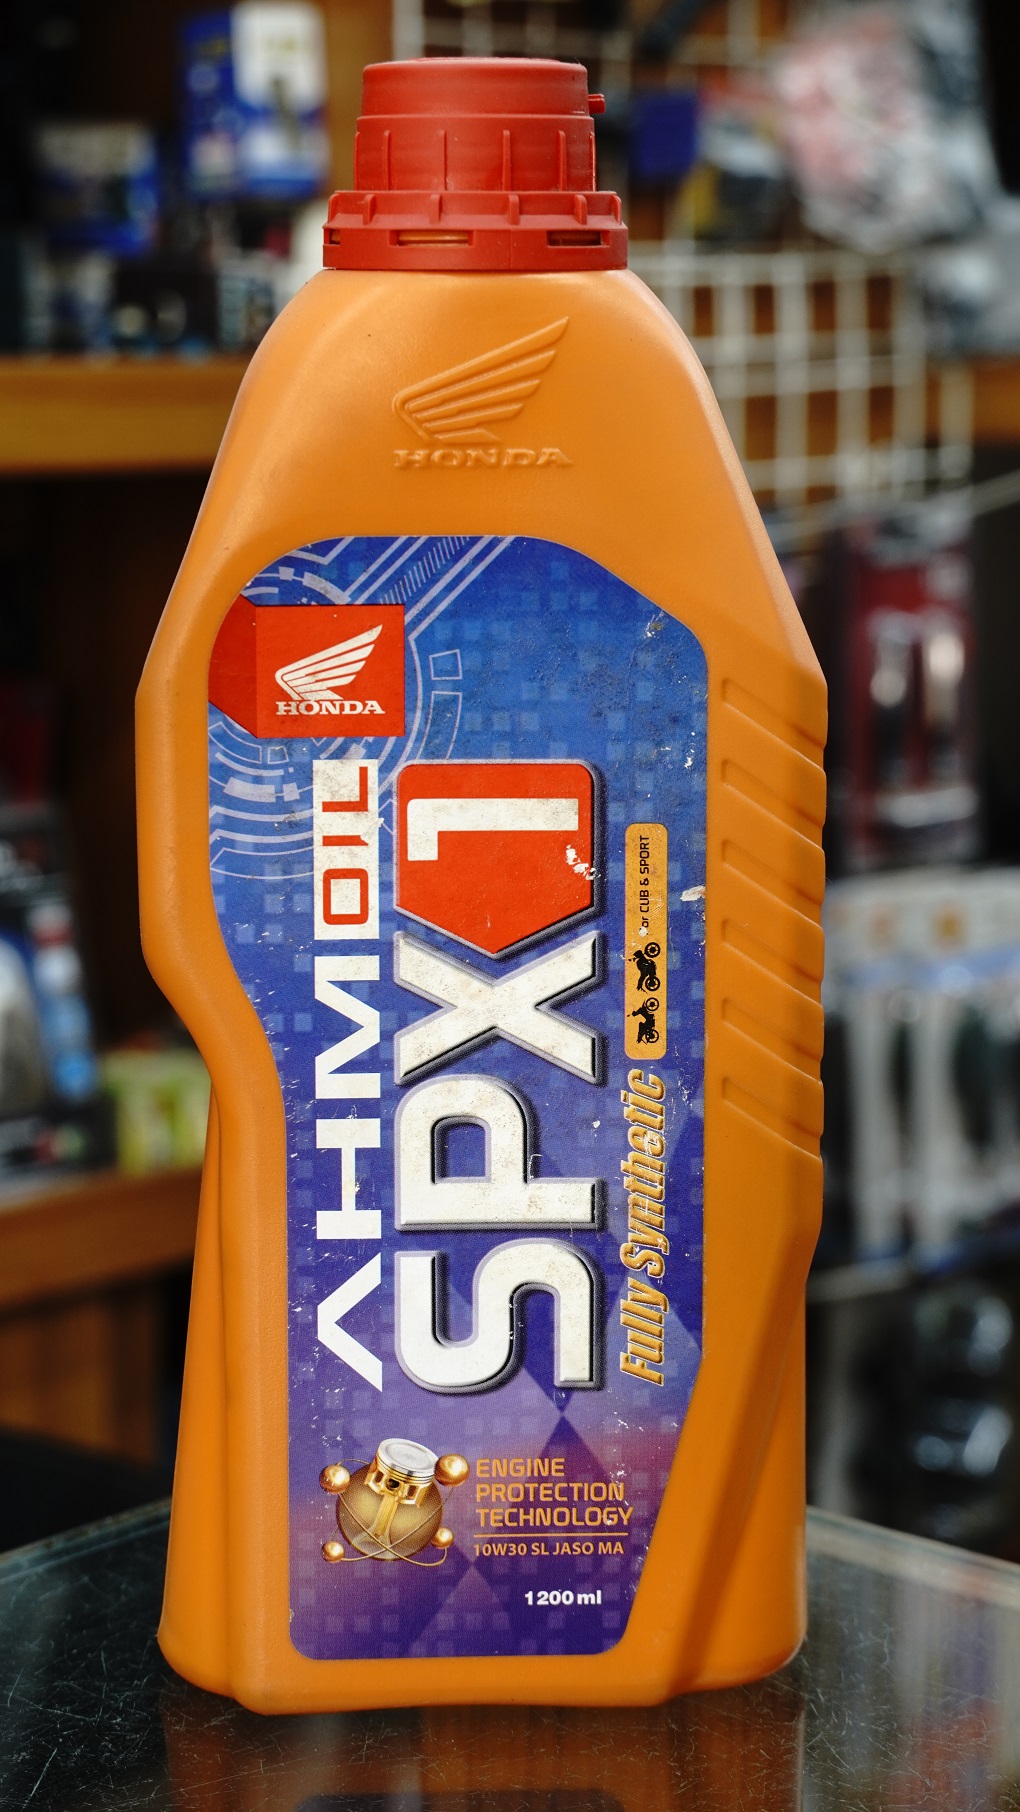 HONDA
HONDA
AHM OIL
SPX1
for CUB & SPORT
Fully Synthetic
ENGINE
PROTECTION
TECHNOLOGY
10W30 SL JASO MA
1200 ml